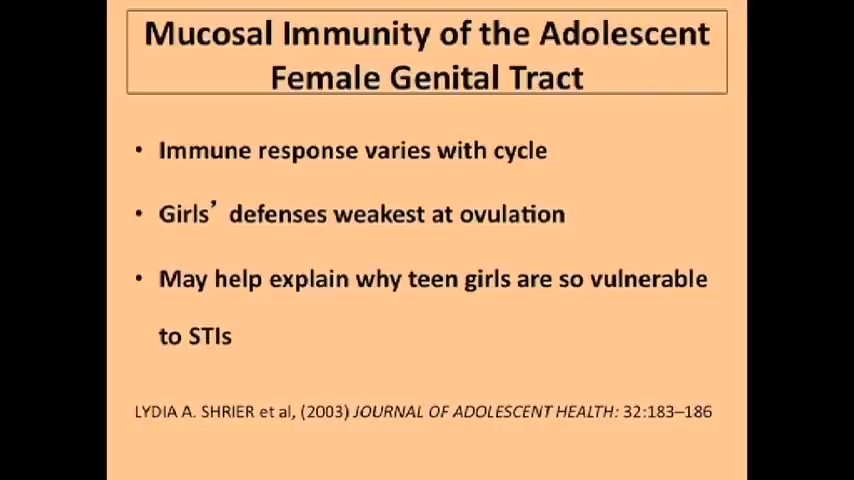 Mucosal Immunity of the Adolescent
Female Genital Tract
• Immune response varies with cycle
• Girls’ defenses weakest at ovulation
• May help explain why teen girls are so vulnerable
to STIs
LYDIA A. SHRIER et al, (2003) JOURNAL OF ADOLESCENT HEALTH: 32:183–186